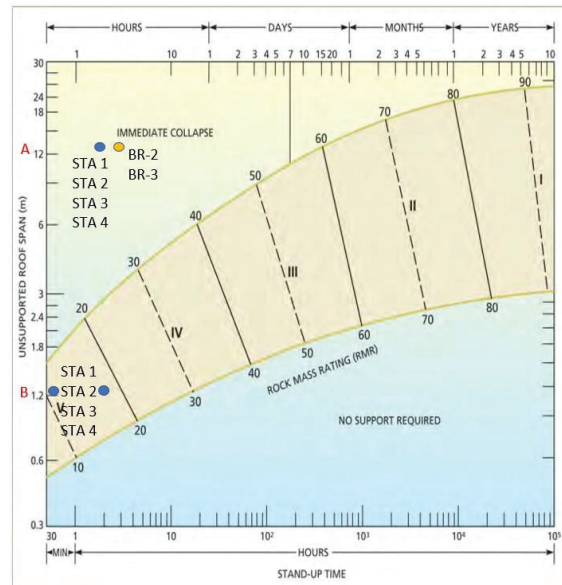 HOURS DAYS MONTHS YEARS
1 10 1 2 3 4 5 7 10 15 20 1 2 3 4 5 1 2 3 4 5 10
30
24
18
12
6
3
2.4
1.8
1.2
0.6
0.3
UNSUPPORTED ROOF SPAN (m)
A
IMMEDIATE COLLAPSE
BR-2
BR-3
STA 1
STA 2
STA 3
STA 4
20 30 40 50 60 70 80 90
V IV III II I
B
STA 1
STA 2
STA 3
STA 4
10 20 30 40 50 60 70 80
ROCK MASS RATING (RMR)
NO SUPPORT REQUIRED
30 1 10 10² 10³ 10⁴ 10⁵
MIN HOURS
STAND-UP TIME